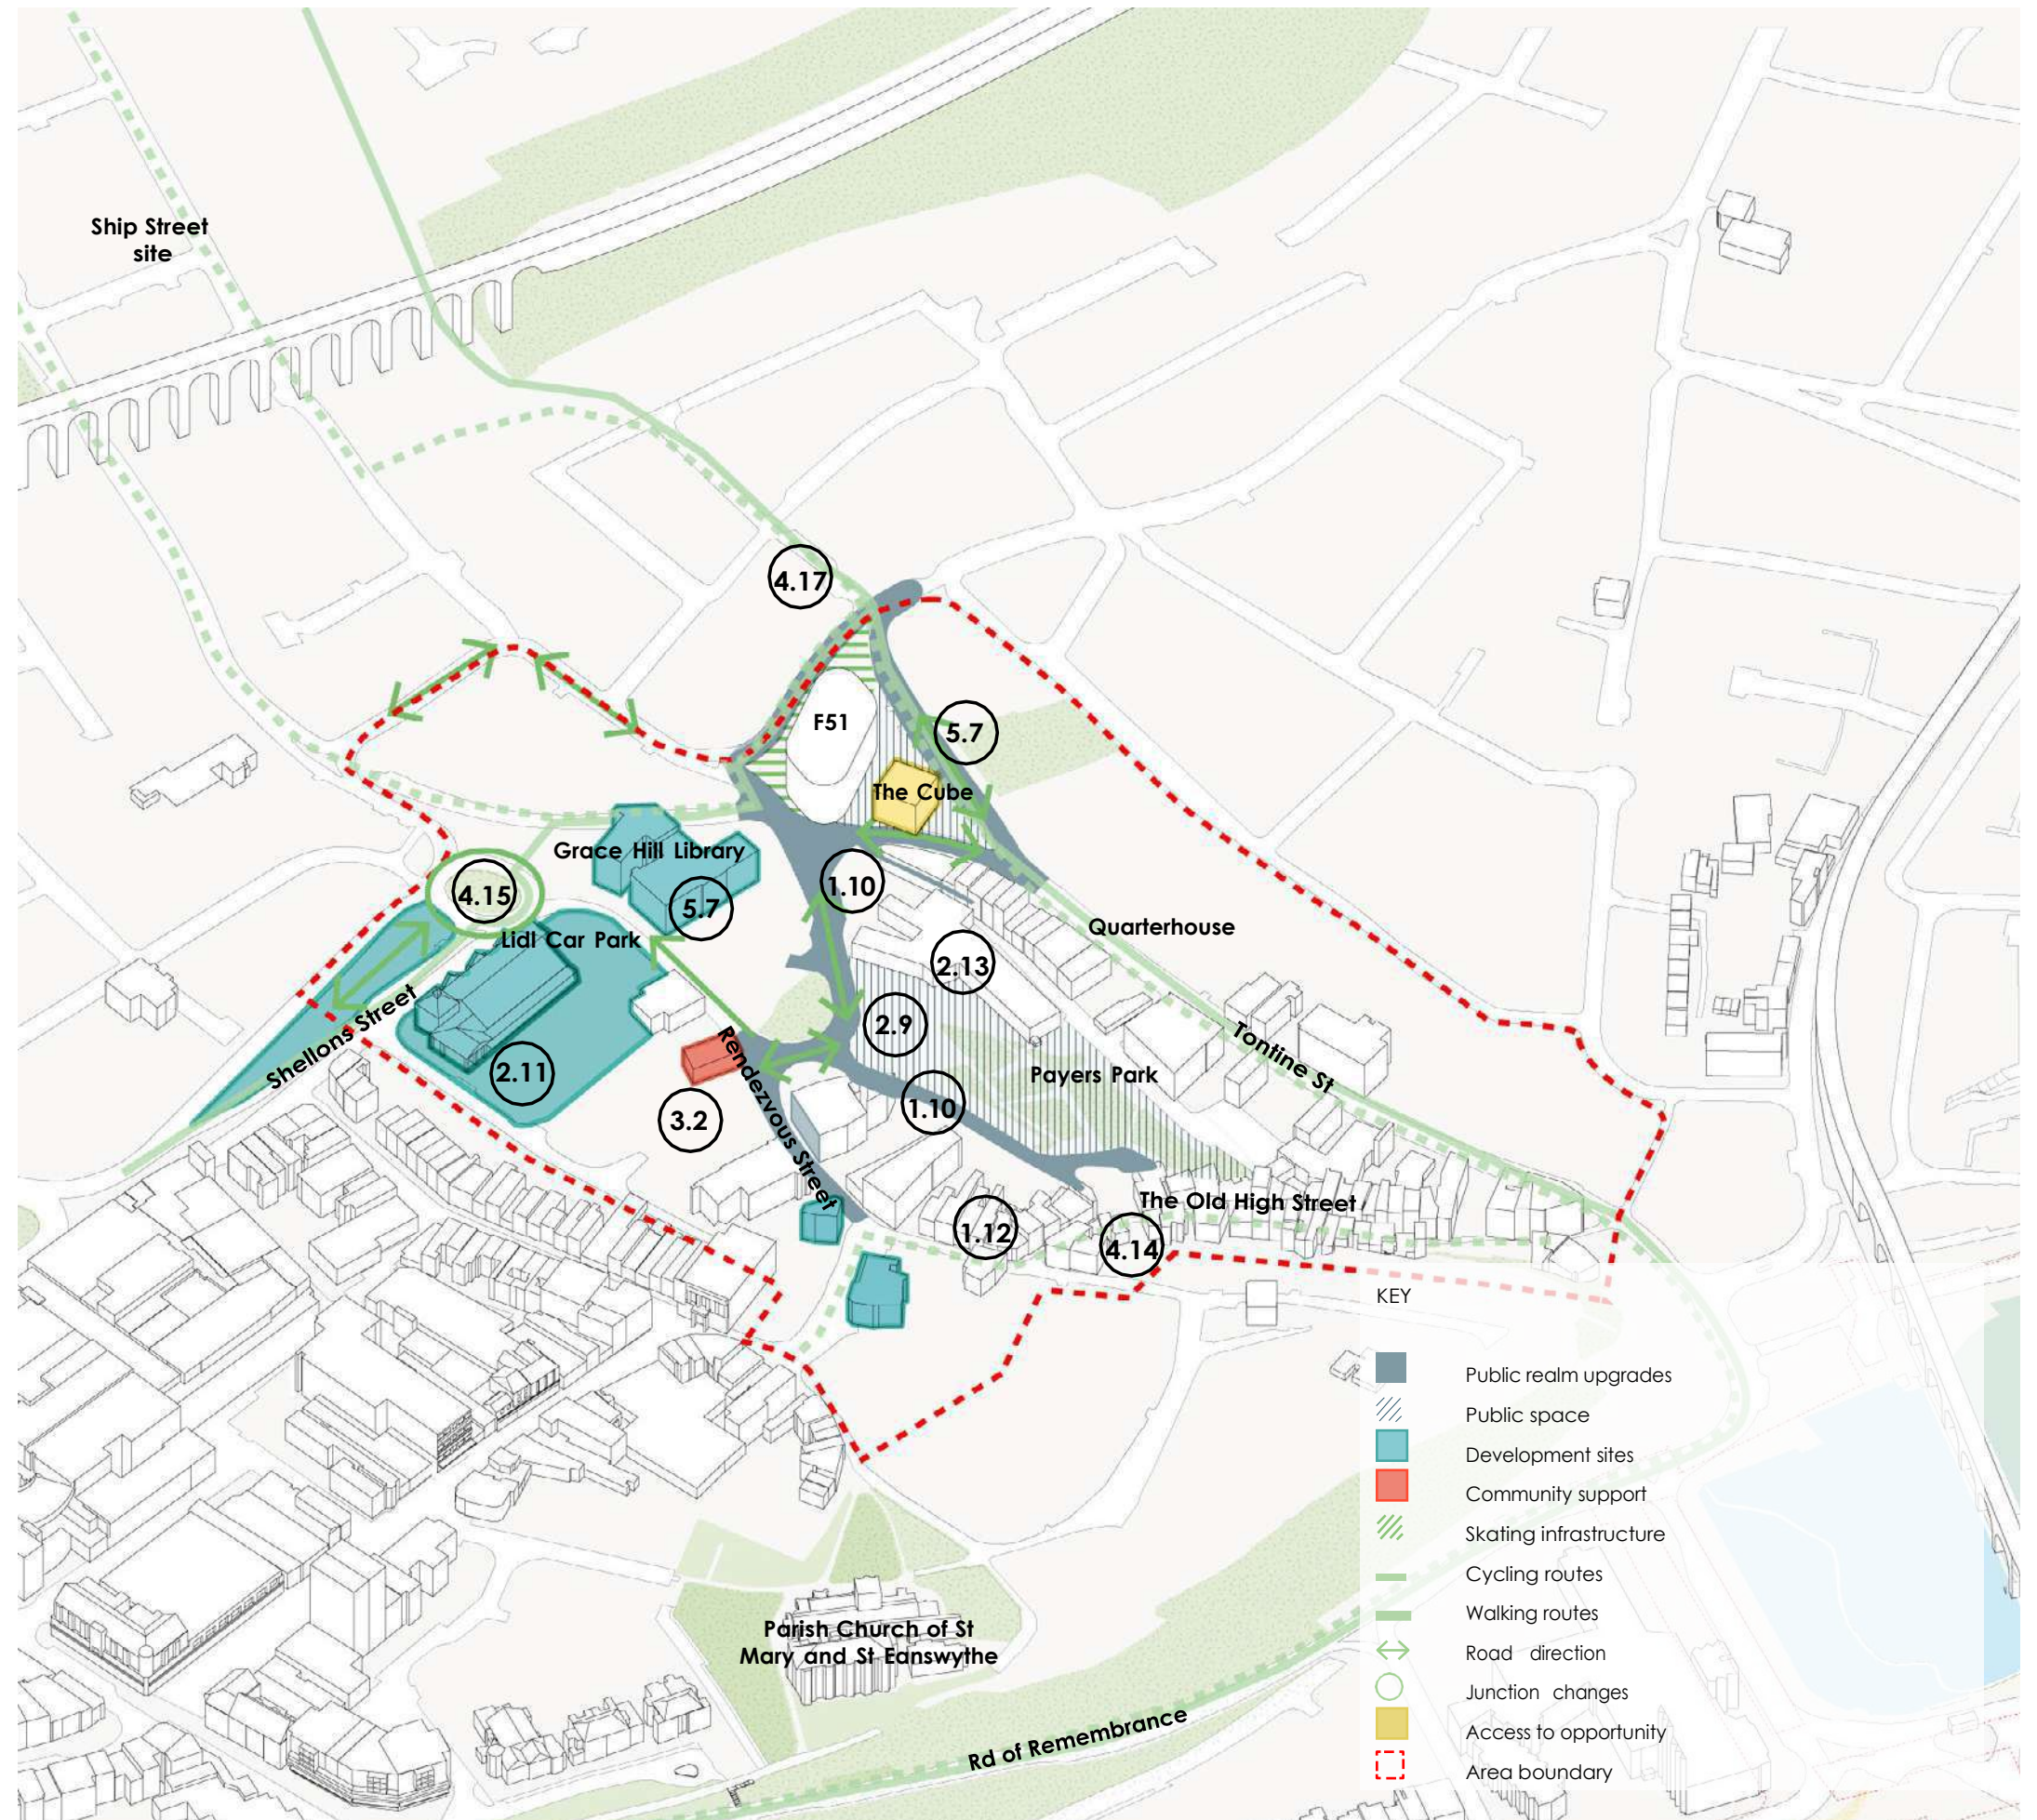 Ship Street
site
4.17
F51
5.7
The Cube
Grace Hill Library
1.10
4.15
5.7
Lidl Car Park
Quarterhouse
2.13
Shellons Street
2.9
Rendezvous Street
Tontine St
2.11
Payers Park
1.10
3.2
The Old High Street
1.12
4.14
KEY
Public realm upgrades
Public space
Development sites
Community support
Skating infrastructure
Cycling routes
Walking routes
Road direction
Junction changes
Access to opportunity
Area boundary
Parish Church of St
Mary and St Eanswythe
Rd of Remembrance